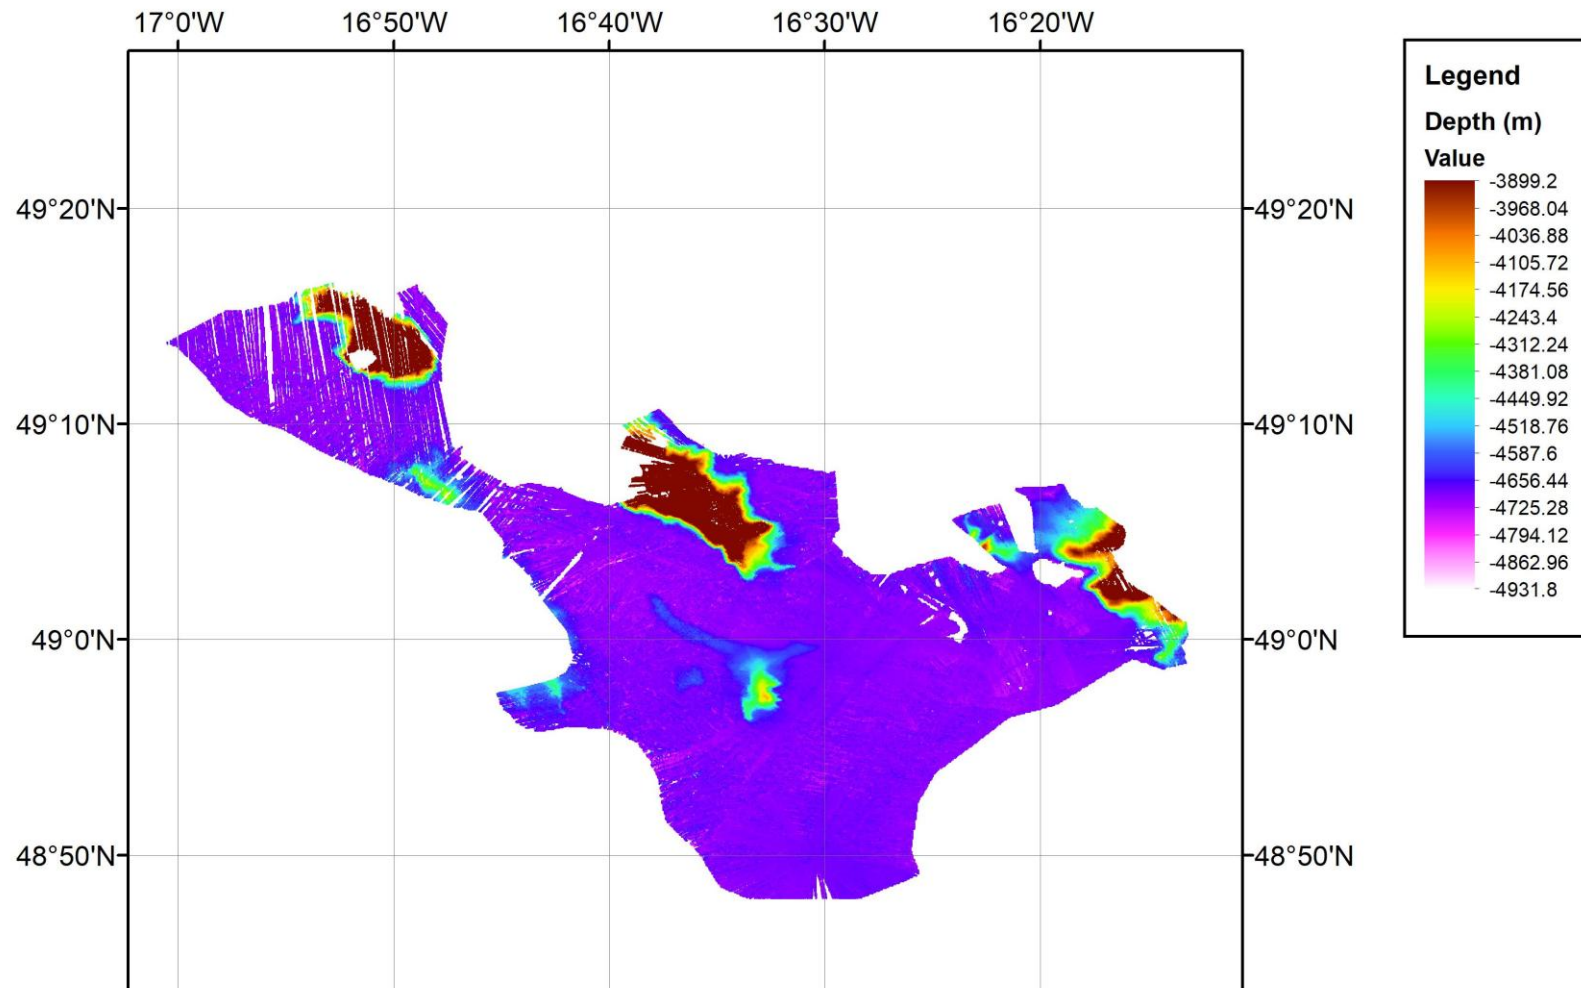 17°0'W 16°50'W 16°40'W 16°30'W 16°20'W
Legend
Depth (m)
Value
-3899.2
-3968.04
-4036.88
-4105.72
-4174.56
-4243.4
-4312.24
-4381.08
-4449.92
-4518.76
-4587.6
-4656.44
-4725.28
-4794.12
-4862.96
-4931.8
49°20'N 49°20'N
49°10'N 49°10'N
49°0'N 49°0'N
48°50'N 48°50'N